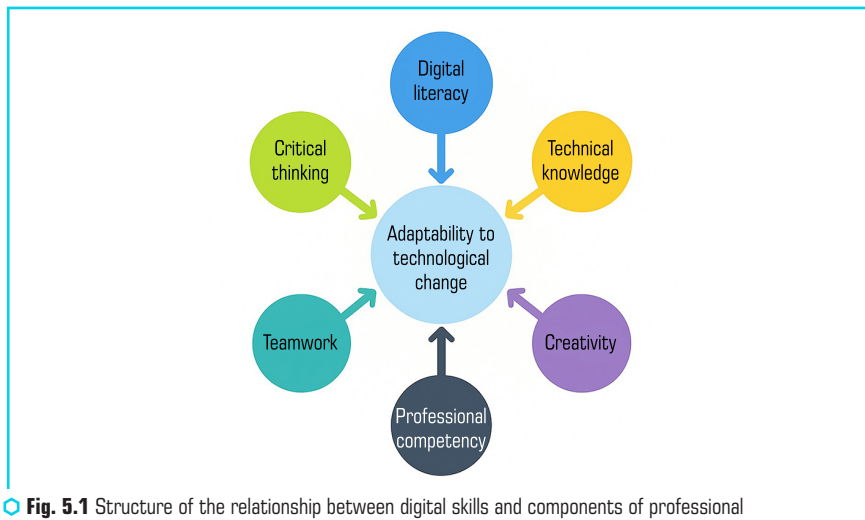 Digital
literacy
Critical
thinking
Technical
knowledge
Adaptability to
technological
change
Teamwork
Creativity
Professional
competency
Fig. 5.1 Structure of the relationship between digital skills and components of professional